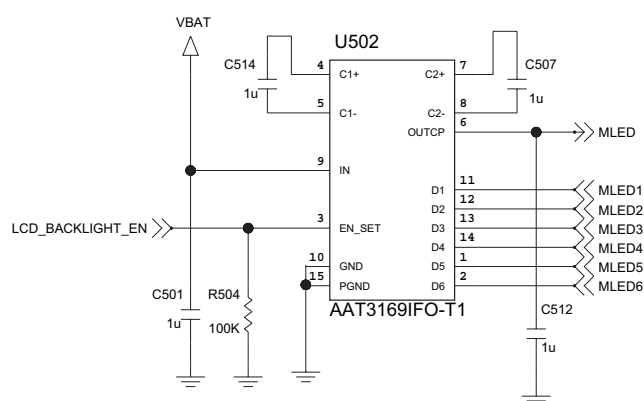 VBAT
U502
C514
1u
4
C1+
5
C1-
7
C2+
8
C2-
C507
1u
6
OUTCP
MLED
9
IN
11
D1
MLED1
12
D2
MLED2
LCD_BACKLIGHT_EN
3
EN_SET
13
D3
MLED3
14
D4
MLED4
10
GND
1
D5
MLED5
15
PGND
2
D6
MLED6
AAT3169IFO-T1
C501
1u
R504
100K
C512
1u